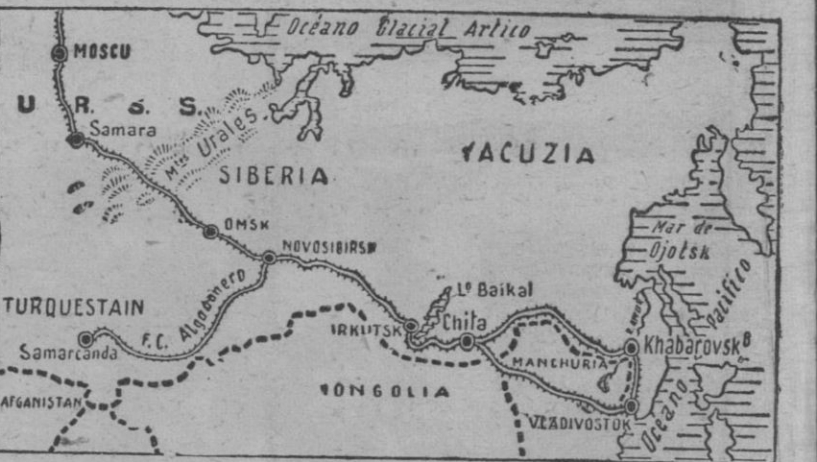 Océano Glacial Artico
MOSCU
U. R. S. S.
Samara
Mtes Urales
YACUZIA
SIBERIA
OMSK
Mar de
Ojotsk
NOVOSIBIRSK
Lº Baikal
Pacifico
TURQUESTAIN
F.C. Algodonero
IRKUTSK
Chita
Khabarovsk
Samarcanda
MANCHURIA
MONGOLIA
AFGANISTAN
VLADIVOSTOK
Océano